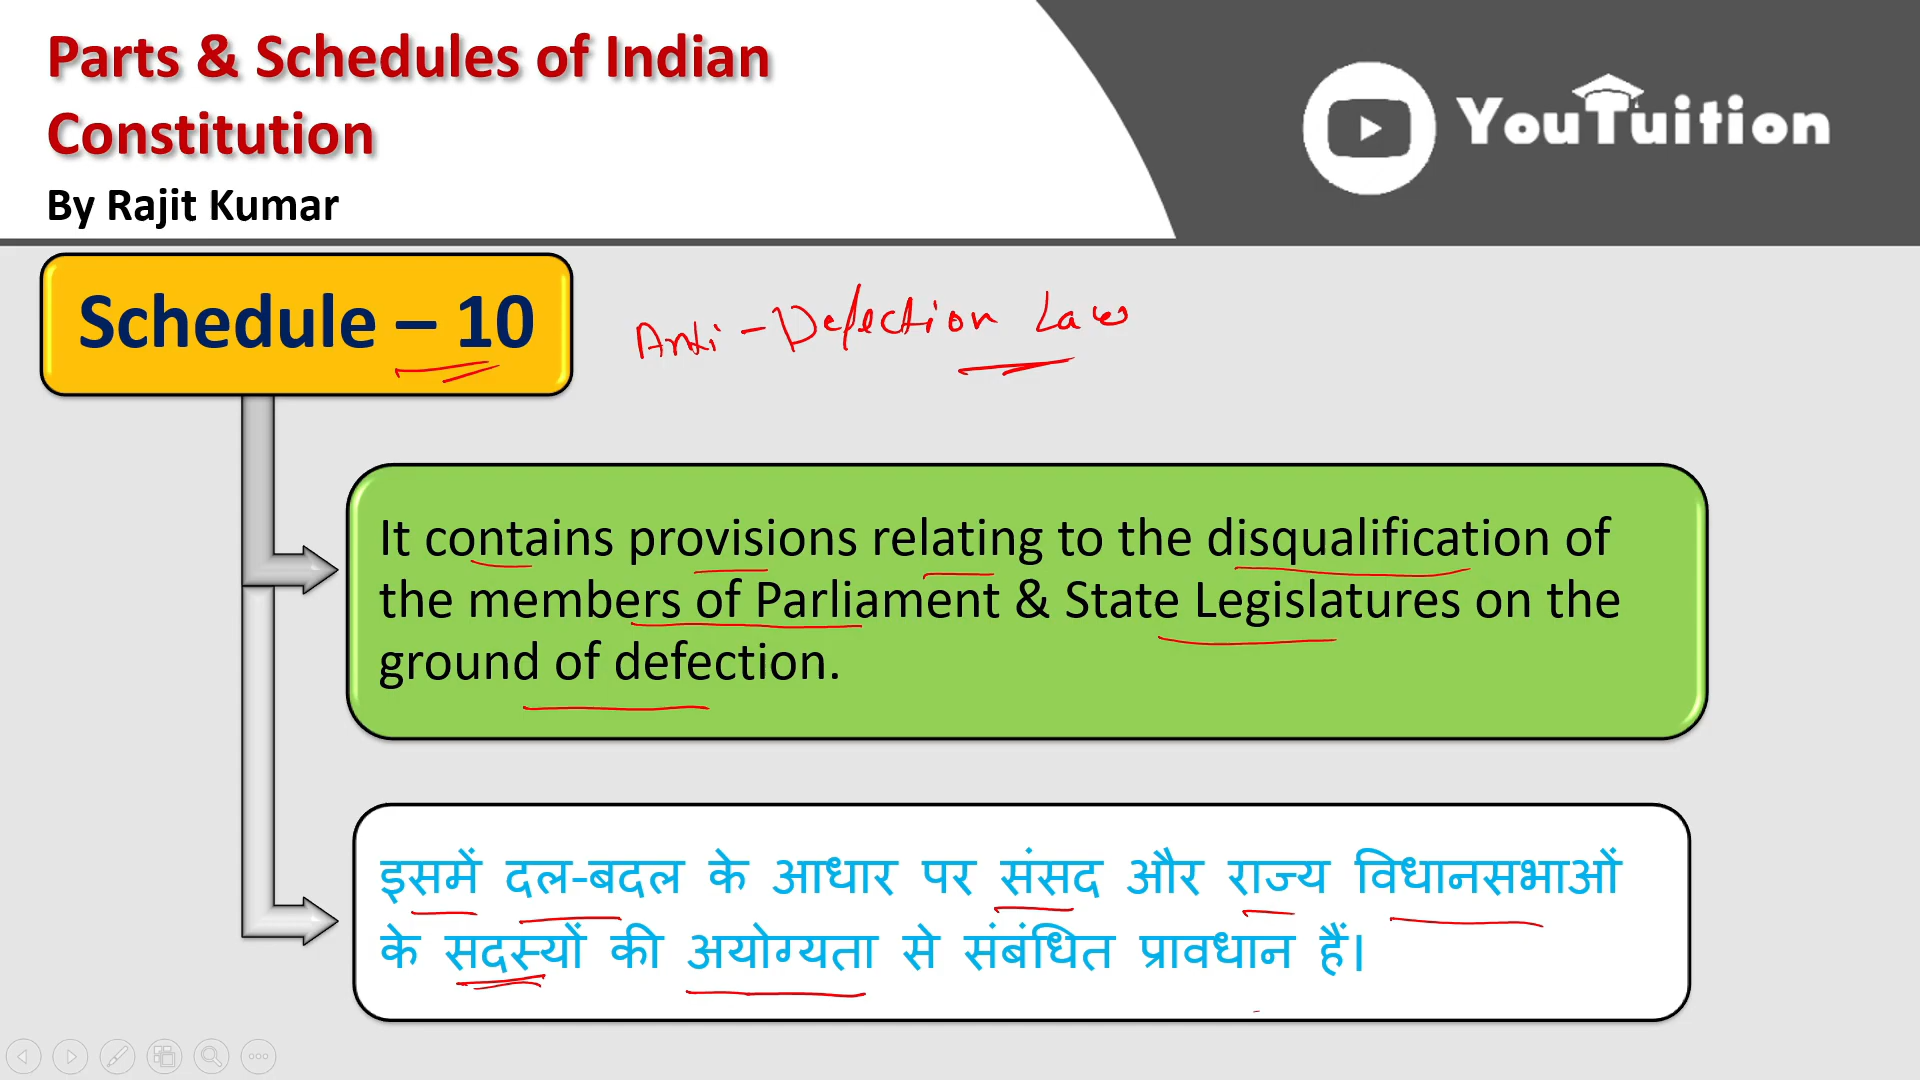 Parts & Schedules of Indian
Constitution
By Rajit Kumar
YouTuition
Schedule – 10
Anti-Defection Law
It contains provisions relating to the disqualification of
the members of Parliament & State Legislatures on the
ground of defection.
इसमें दल-बदल के आधार पर संसद और राज्य विधानसभाओं
के सदस्यों की अयोग्यता से संबंधित प्रावधान हैं।